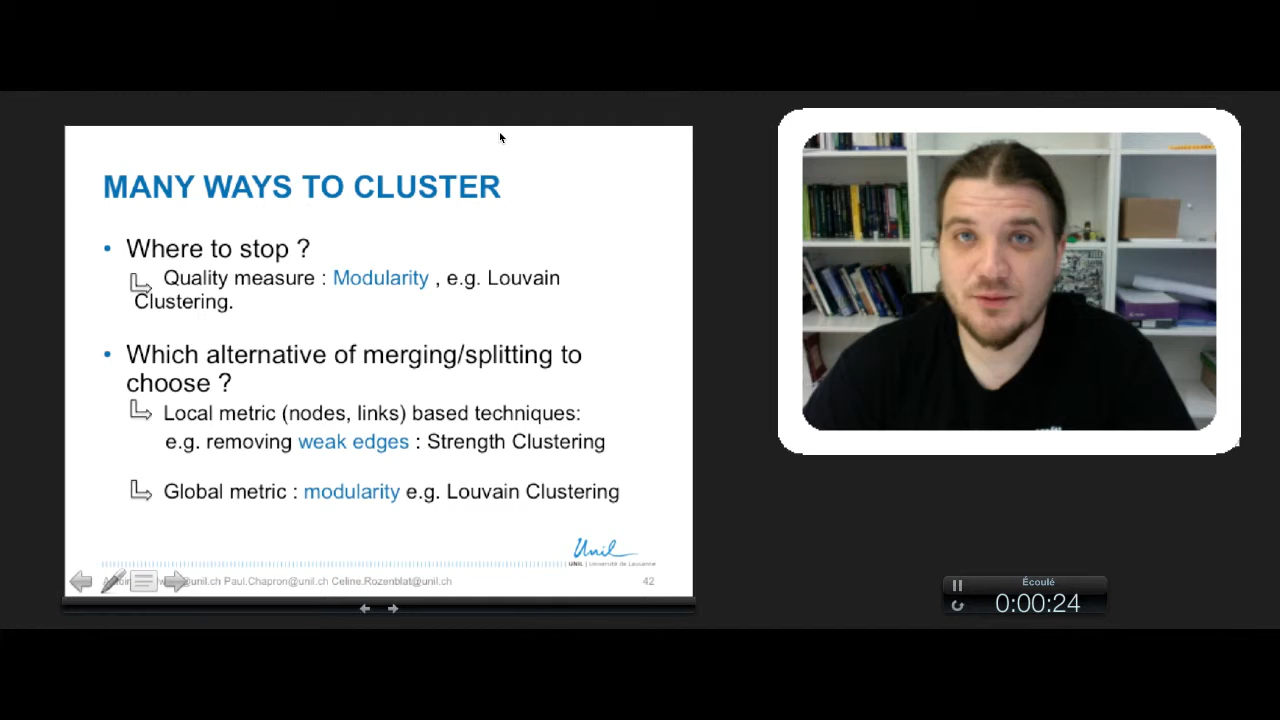 MANY WAYS TO CLUSTER
• Where to stop ?
Quality measure : Modularity , e.g. Louvain
Clustering.
• Which alternative of merging/splitting to
choose ?
Local metric (nodes, links) based techniques:
e.g. removing weak edges : Strength Clustering
Global metric : modularity e.g. Louvain Clustering
Unil
UNIL | Université de Lausanne
@unil.ch Paul.Chapron@unil.ch Celine.Rozenblat@unil.ch
42
Écoulé
0:00:24